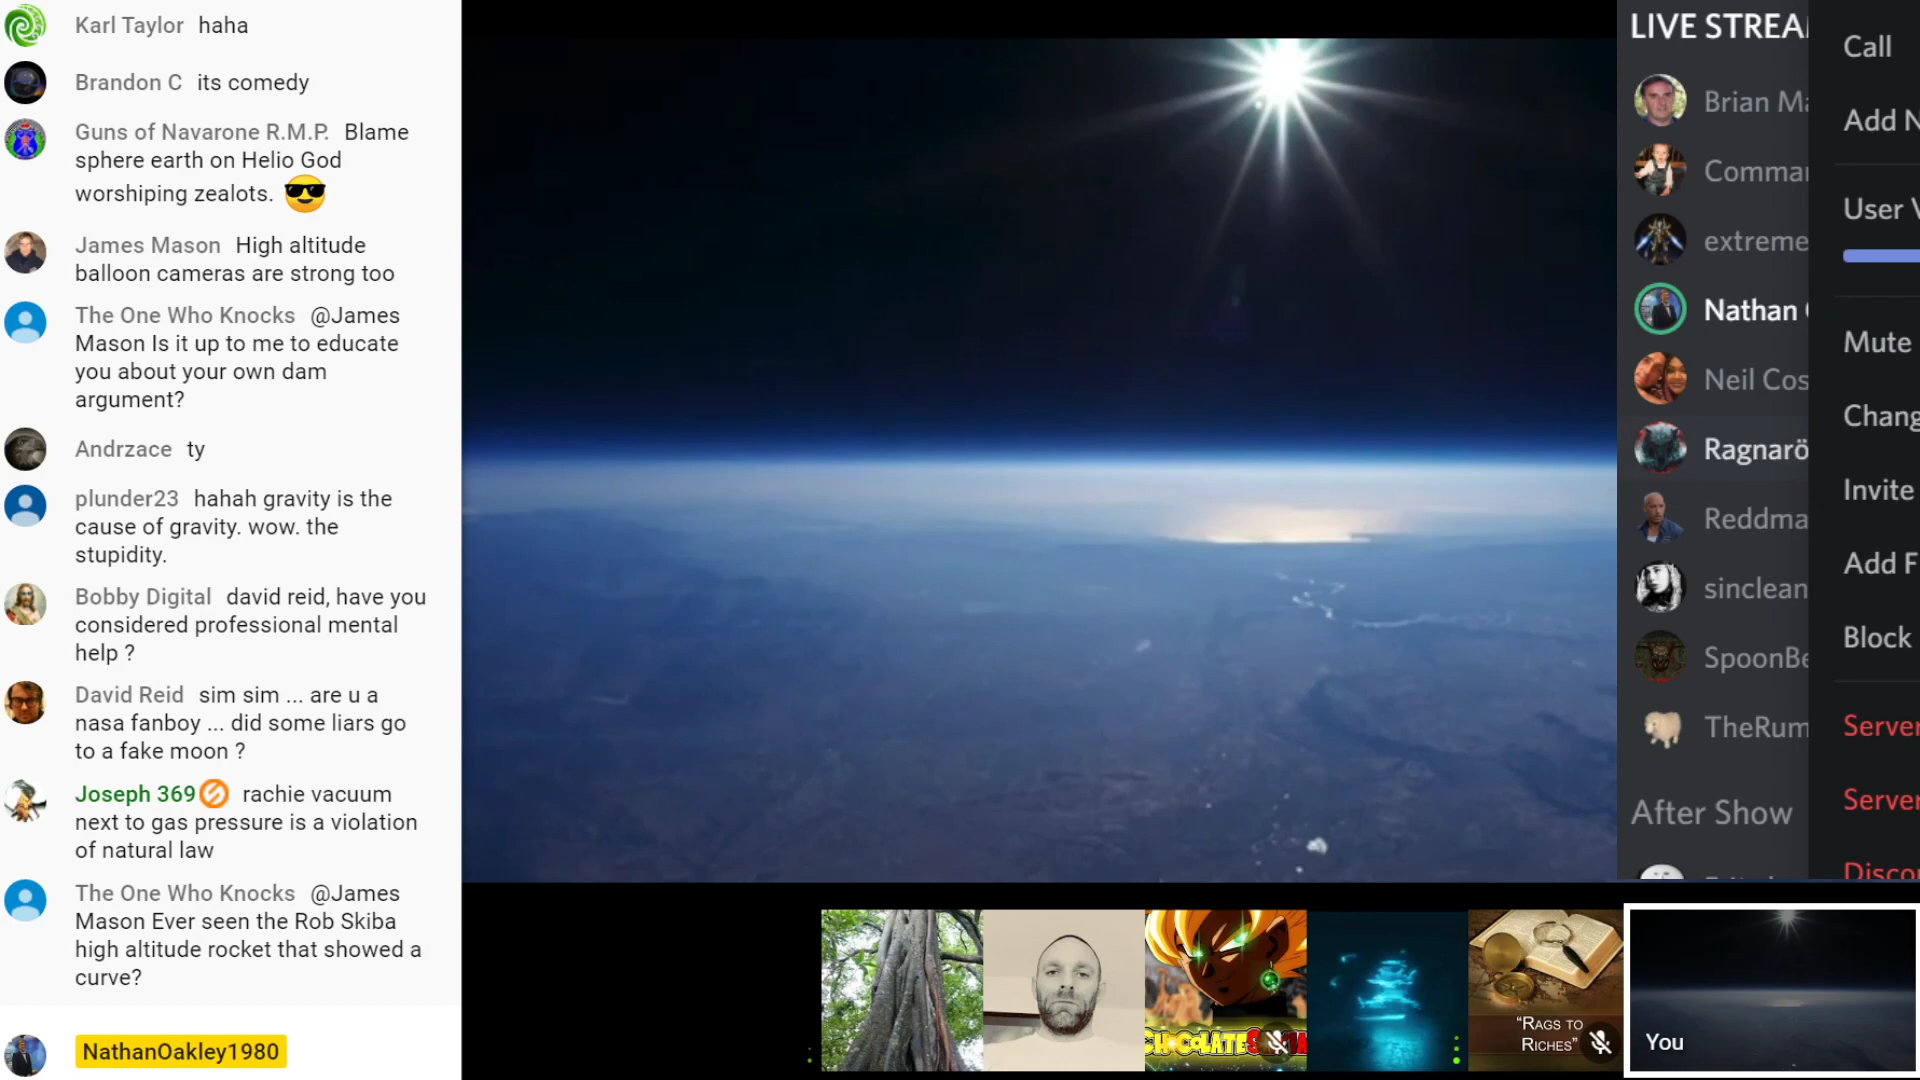 Karl Taylor haha
Brandon C its comedy
Guns of Navarone R.M.P. Blame
sphere earth on Helio God
worshiping zealots.
James Mason High altitude
balloon cameras are strong too
The One Who Knocks @James
Mason Is it up to me to educate
you about your own dam
argument?
Andrzace ty
plunder23 hahah gravity is the
cause of gravity. wow. the
stupidity.
Bobby Digital david reid, have you
considered professional mental
help ?
David Reid sim sim ... are u a
nasa fanboy ... did some liars go
to a fake moon ?
Joseph 369 rachie vacuum
next to gas pressure is a violation
of natural law
The One Who Knocks @James
Mason Ever seen the Rob Skiba
high altitude rocket that showed a
curve?
NathanOakley1980
LIVE STREA
Brian Ma
Comma
extreme
Nathan
Neil Cos
Ragnarö
Reddma
sinclean
SpoonBe
TheRum
After Show
Call
Add N
User V
Mute
Chang
Invite
Add F
Block
Server
Server
Disco
CHOCOLATE
"RAGS TO
RICHES"
You